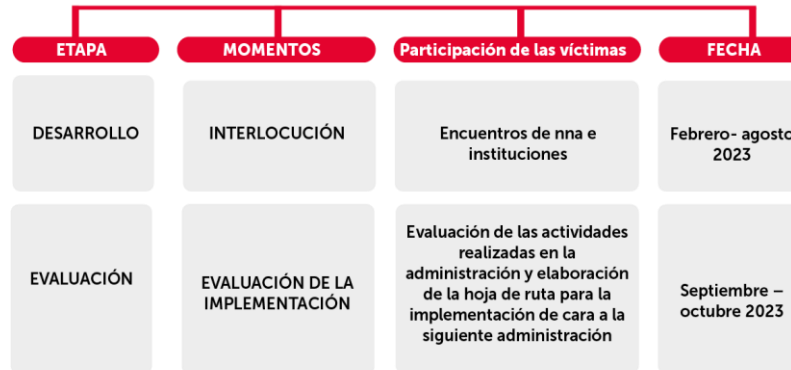 ETAPA
MOMENTOS
Participación de las víctimas
FECHA
DESARROLLO
INTERLOCUCIÓN
Encuentros de nna e
instituciones
Febrero- agosto
2023
EVALUACIÓN
EVALUACIÓN DE LA
IMPLEMENTACIÓN
Evaluación de las actividades
realizadas en la
administración y elaboración
de la hoja de ruta para la
implementación de cara a la
siguiente administración
Septiembre –
octubre 2023